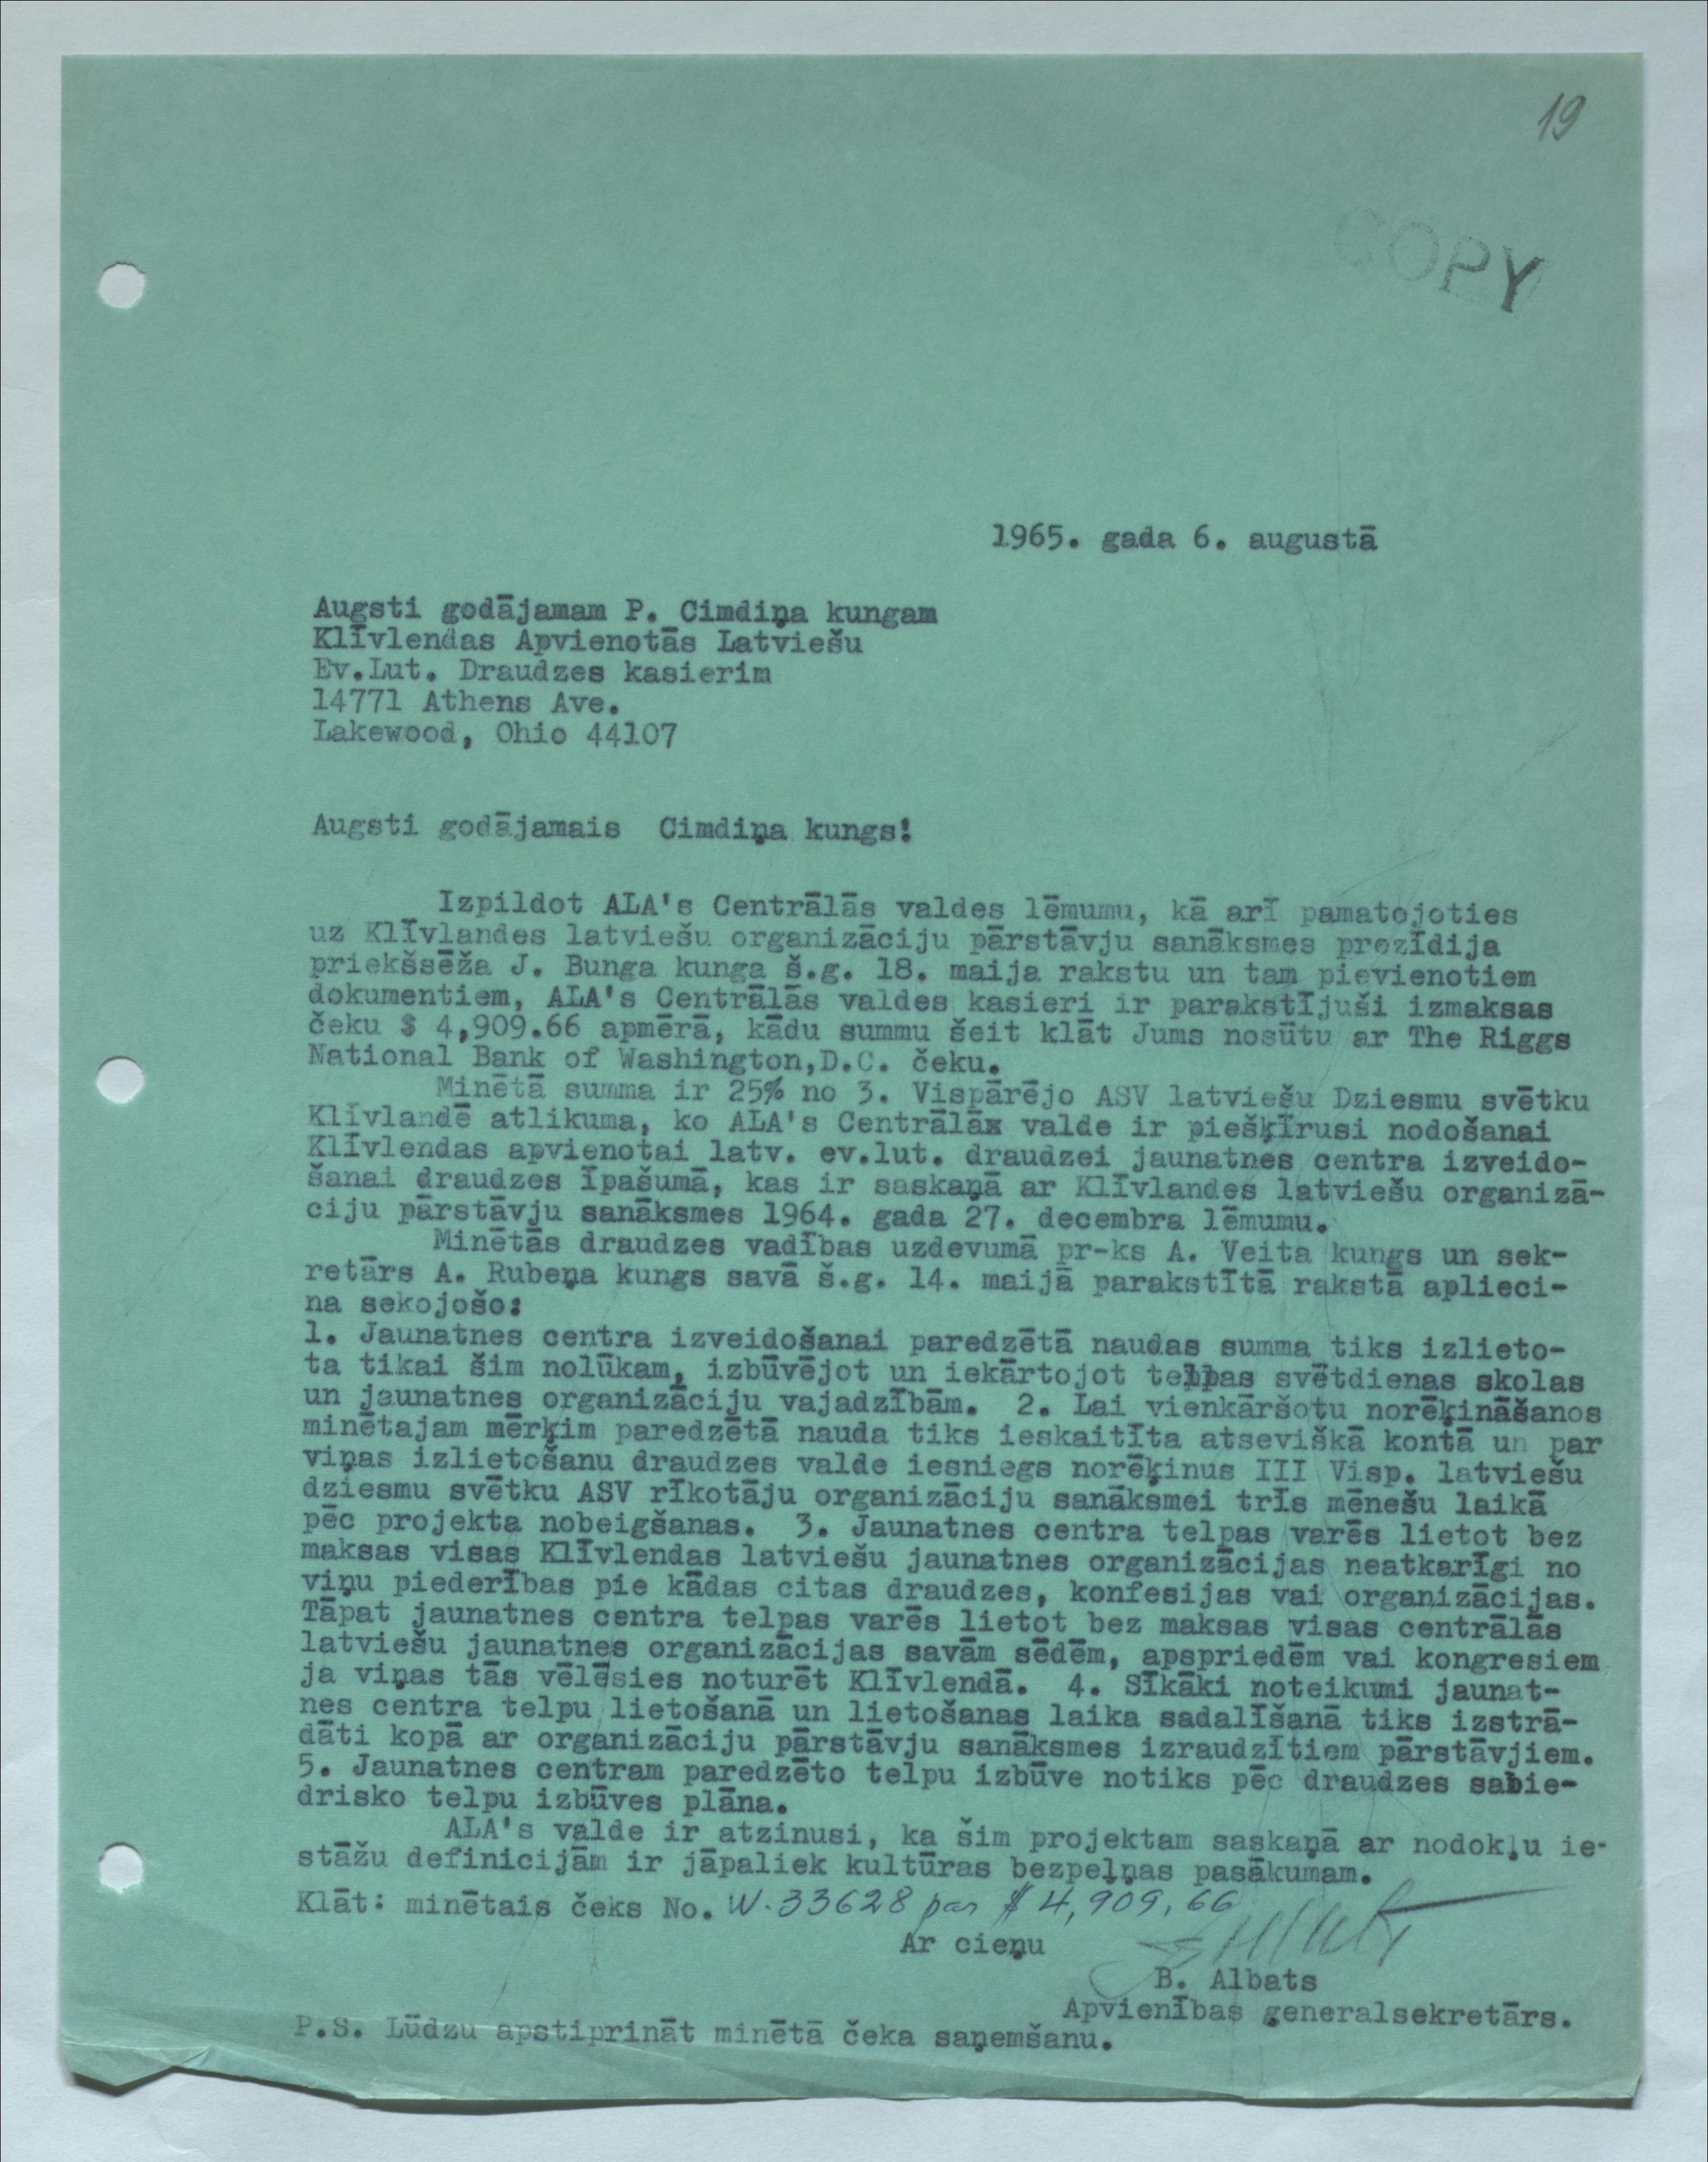 19
COPY
1965. gada 6. augustā
Augsti godājamam P. Cimdiņa kungam
Klīvlendas Apvienotās Latviešu
Ev.Lut. Draudzes kasierim
14771 Athens Ave.
Lakewood, Ohio 44107
Augsti godājamais Cimdiņa kungs!
Izpildot ALA's Centrālās valdes lēmumu, kā arī pamatojoties
uz Klīvlandes latviešu organizāciju pārstāvju sanāksmes prezīdija
priekšsēža J. Bunga kunga š.g. 18. maija rakstu un tam pievienotiem
dokumentiem, ALA's Centrālās valdes kasieri ir parakstījuši izmaksas
čeku $ 4,909.66 apmērā, kādu summu šeit klāt Jums nosūtu ar The Riggs
National Bank of Washington,D.C. čeku.
Minētā summa ir 25% no 3. Vispārējo ASV latviešu Dziesmu svētku
Klīvlandē atlikuma, ko ALA's Centrālāx valde ir piešķīrusi nodošanai
Klīvlendas apvienotai latv. ev.lut. draudzei jaunatnes centra izveido-
šanai draudzes īpašumā, kas ir saskaņā ar Klīvlandes latviešu organizā-
ciju pārstāvju sanāksmes 1964. gada 27. decembra lēmumu.
Minētās draudzes vadības uzdevumā pr-ks A. Veita kungs un sek-
retārs A. Rubeņa kungs savā š.g. 14. maijā parakstītā rakstā aplieci-
na sekojošo:
1. Jaunatnes centra izveidošanai paredzētā naudas summa tiks izlieto-
ta tikai šim nolūkam, izbūvējot un iekārtojot telpas svētdienas skolas
un jaunatnes organizāciju vajadzībām. 2. Lai vienkāršotu norēķināšanos
minētajam mērķim paredzētā nauda tiks ieskaitīta atsevišķā kontā un par
viņas izlietošanu draudzes valde iesniegs norēķinus III Visp. latviešu
dziesmu svētku ASV rīkotāju organizāciju sanāksmei trīs mēnešu laikā
pēc projekta nobeigšanas. 3. Jaunatnes centra telpas varēs lietot bez
maksas visas Klīvlendas latviešu jaunatnes organizācijas neatkarīgi no
viņu piederības pie kādas citas draudzes, konfesijas vai organizācijas.
Tāpat jaunatnes centra telpas varēs lietot bez maksas visas centrālās
latviešu jaunatnes organizācijas savām sēdēm, apspriedēm vai kongresiem
ja viņas tās vēlēsies noturēt Klīvlendā. 4. Sīkāki noteikumi jaunat-
nes centra telpu lietošanā un lietošanas laika sadalīšanā tiks izstrā-
dāti kopā ar organizāciju pārstāvju sanāksmes izraudzītiem pārstāvjiem.
5. Jaunatnes centram paredzēto telpu izbūve notiks pēc draudzes sabie-
drisko telpu izbūves plāna.
ALA's valde ir atzinusi, ka šim projektam saskaņā ar nodokļu ie-
stāžu definicijām ir jāpaliek kultūras bezpeļņas pasākumam.
Klāt: minētais čeks No. W.33628 par $ 4,909,66
Ar cieņu
B. Albats
Apvienības ģeneralsekretārs.
P.S. Lūdzu apstiprināt minētā čeka saņemšanu.